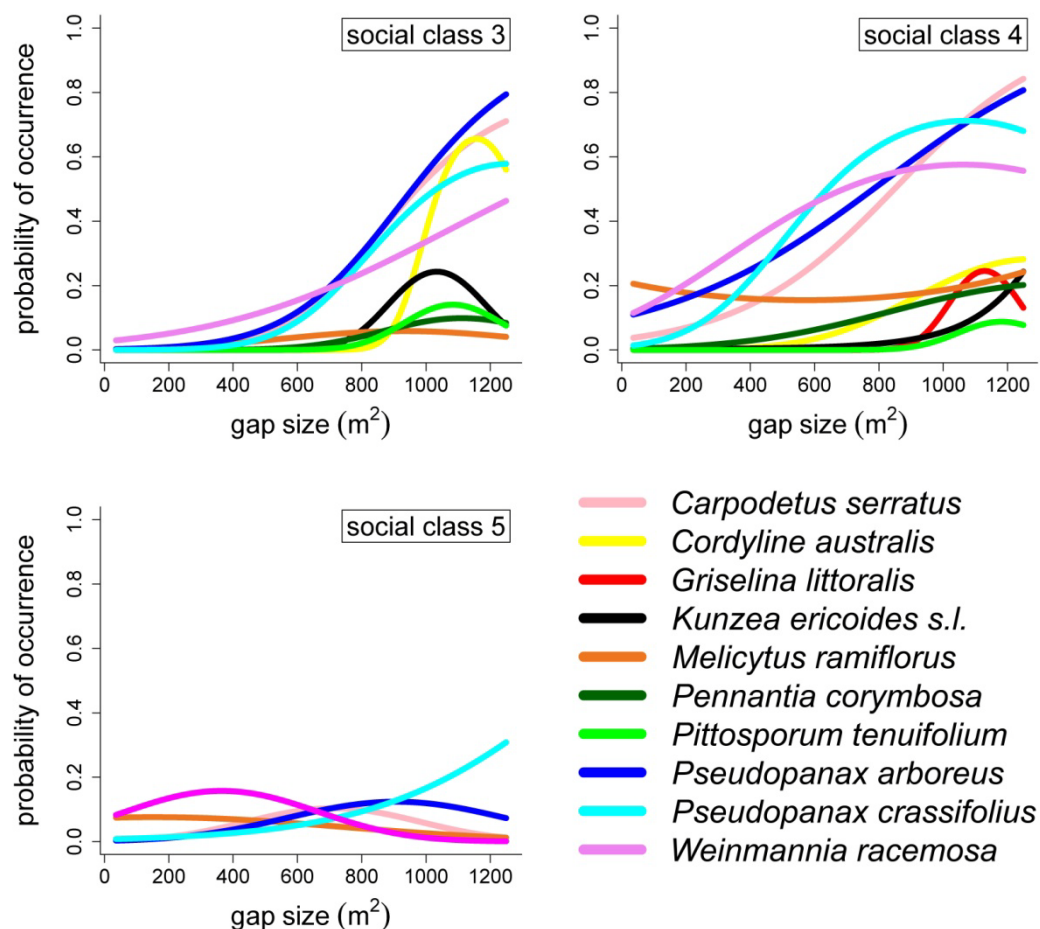 social class 3
probability of occurrence
0.0 0.2 0.4 0.6 0.8 1.0
0 200 400 600 800 1000 1200
gap size (m²)
social class 4
0.0 0.2 0.4 0.6 0.8 1.0
0 200 400 600 800 1000 1200
gap size (m²)
social class 5
probability of occurrence
0.0 0.2 0.4 0.6 0.8 1.0
0 200 400 600 800 1000 1200
gap size (m²)
Carpodetus serratus
Cordyline australis
Griselina littoralis
Kunzea ericoides s.l.
Melicytus ramiflorus
Pennantia corymbosa
Pittosporum tenuifolium
Pseudopanax arboreus
Pseudopanax crassifolius
Weinmannia racemosa